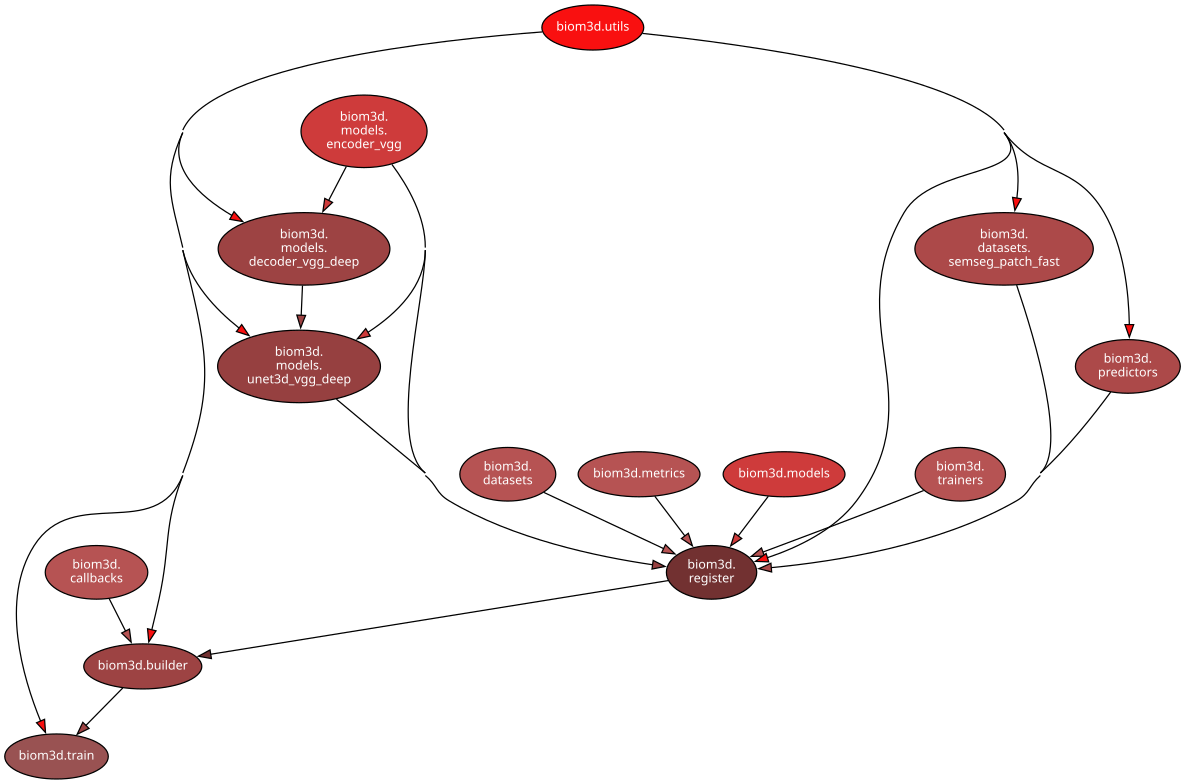 biom3d.utils
biom3d.
models.
encoder_vgg
biom3d.
models.
decoder_vgg_deep
biom3d.
datasets.
semseg_patch_fast
biom3d.
models.
unet3d_vgg_deep
biom3d.
predictors
biom3d.
datasets
biom3d.metrics
biom3d.models
biom3d.
trainers
biom3d.
callbacks
biom3d.
register
biom3d.builder
biom3d.train